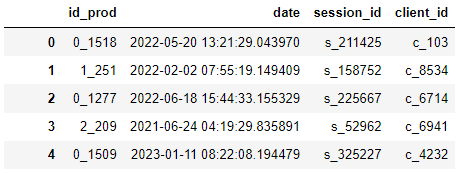 id_prod date session_id client_id
0 0_1518 2022-05-20 13:21:29.043970 s_211425 c_103
1 1_251 2022-02-02 07:55:19.149409 s_158752 c_8534
2 0_1277 2022-06-18 15:44:33.155329 s_225667 c_6714
3 2_209 2021-06-24 04:19:29.835891 s_52962 c_6941
4 0_1509 2023-01-11 08:22:08.194479 s_325227 c_4232